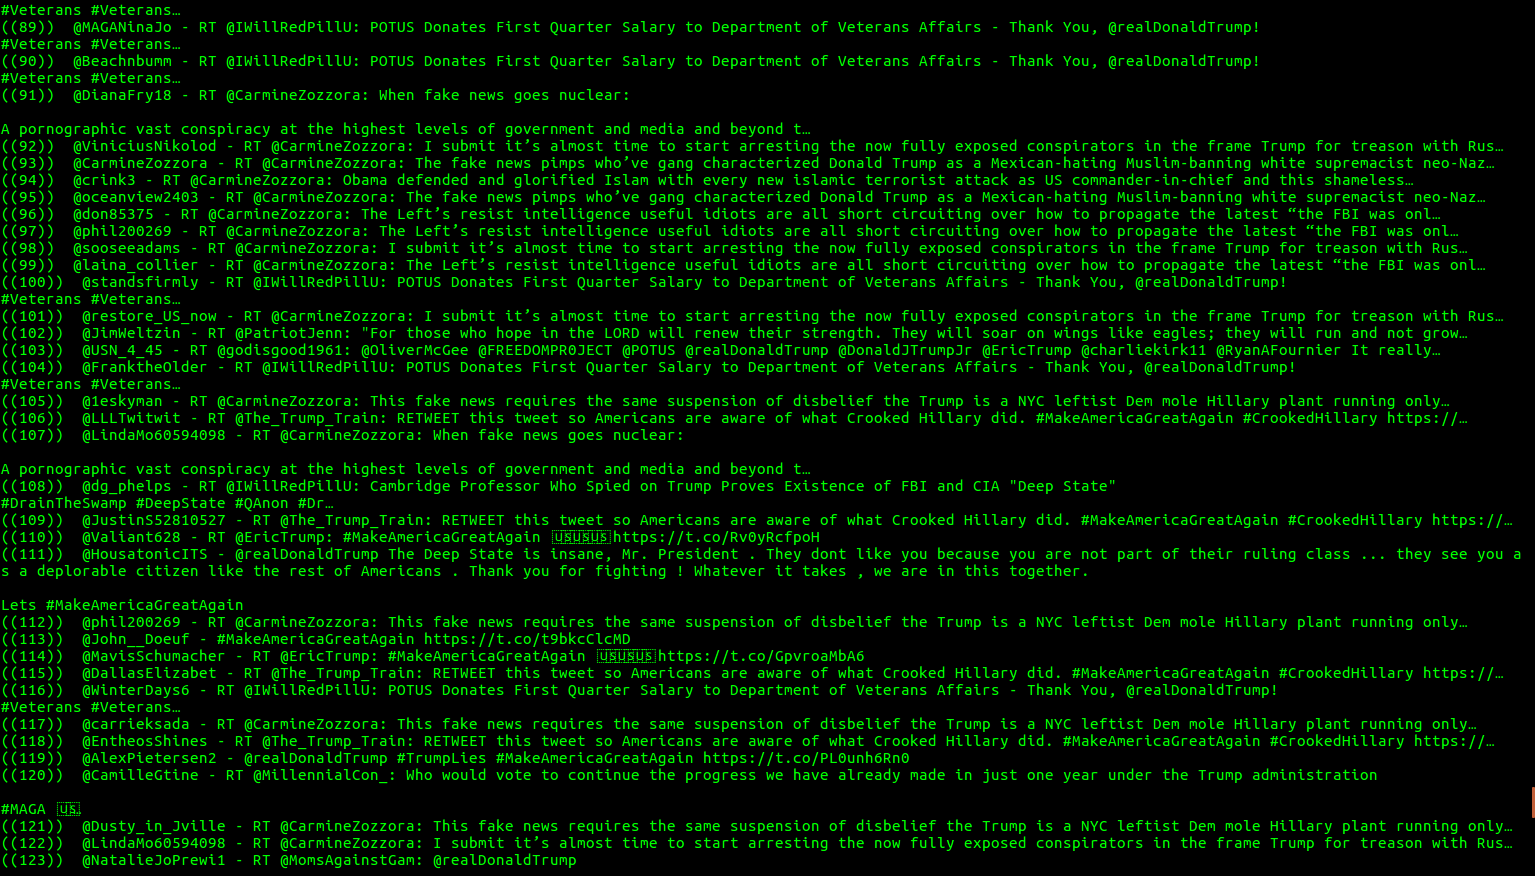 #Veterans #Veterans…
((89))  @MAGANinaJo - RT @IWillRedPillU: POTUS Donates First Quarter Salary to Department of Veterans Affairs - Thank You, @realDonaldTrump!
#Veterans #Veterans…
((90))  @Beachnbumm - RT @IWillRedPillU: POTUS Donates First Quarter Salary to Department of Veterans Affairs - Thank You, @realDonaldTrump!
#Veterans #Veterans…
((91))  @DianaFry18 - RT @CarmineZozzora: When fake news goes nuclear:
A pornographic vast conspiracy at the highest levels of government and media and beyond t…
((92))  @ViniciusNikolod - RT @CarmineZozzora: I submit it’s almost time to start arresting the now fully exposed conspirators in the frame Trump for treason with Rus…
((93))  @CarmineZozzora - RT @CarmineZozzora: The fake news pimps who’ve gang characterized Donald Trump as a Mexican-hating Muslim-banning white supremacist neo-Naz…
((94))  @crink3 - RT @CarmineZozzora: Obama defended and glorified Islam with every new islamic terrorist attack as US commander-in-chief and this shameless…
((95))  @oceanview2403 - RT @CarmineZozzora: The fake news pimps who’ve gang characterized Donald Trump as a Mexican-hating Muslim-banning white supremacist neo-Naz…
((96))  @don85375 - RT @CarmineZozzora: The Left’s resist intelligence useful idiots are all short circuiting over how to propagate the latest “the FBI was onl…
((97))  @phil200269 - RT @CarmineZozzora: The Left’s resist intelligence useful idiots are all short circuiting over how to propagate the latest “the FBI was onl…
((98))  @sooseeadams - RT @CarmineZozzora: I submit it’s almost time to start arresting the now fully exposed conspirators in the frame Trump for treason with Rus…
((99))  @laina_collier - RT @CarmineZozzora: The Left’s resist intelligence useful idiots are all short circuiting over how to propagate the latest “the FBI was onl…
((100))  @standsfirmly - RT @IWillRedPillU: POTUS Donates First Quarter Salary to Department of Veterans Affairs - Thank You, @realDonaldTrump!
#Veterans #Veterans…
((101))  @restore_US_now - RT @CarmineZozzora: I submit it’s almost time to start arresting the now fully exposed conspirators in the frame Trump for treason with Rus…
((102))  @JimWeltzin - RT @PatriotJenn: "For those who hope in the LORD will renew their strength. They will soar on wings like eagles; they will run and not grow…
((103))  @USN_4_45 - RT @godisgood1961: @OliverMcGee @FREEDOMPR0JECT @POTUS @realDonaldTrump @DonaldJTrumpJr @EricTrump @charliekirk11 @RyanAFournier It really…
((104))  @FranktheOlder - RT @IWillRedPillU: POTUS Donates First Quarter Salary to Department of Veterans Affairs - Thank You, @realDonaldTrump!
#Veterans #Veterans…
((105))  @1eskyman - RT @CarmineZozzora: This fake news requires the same suspension of disbelief the Trump is a NYC leftist Dem mole Hillary plant running only…
((106))  @LLLTwitwit - RT @The_Trump_Train: RETWEET this tweet so Americans are aware of what Crooked Hillary did. #MakeAmericaGreatAgain #CrookedHillary https://…
((107))  @LindaMo60594098 - RT @CarmineZozzora: When fake news goes nuclear:
A pornographic vast conspiracy at the highest levels of government and media and beyond t…
((108))  @dg_phelps - RT @IWillRedPillU: Cambridge Professor Who Spied on Trump Proves Existence of FBI and CIA "Deep State"
#DrainTheSwamp #DeepState #QAnon #Dr…
((109))  @JustinS52810527 - RT @The_Trump_Train: RETWEET this tweet so Americans are aware of what Crooked Hillary did. #MakeAmericaGreatAgain #CrookedHillary https://…
((110))  @Valiant628 - RT @EricTrump: #MakeAmericaGreatAgain 🇺🇸🇺🇸🇺🇸https://t.co/Rv0yRcfpoH
((111))  @HousatonicITS - @realDonaldTrump The Deep State is insane, Mr. President . They dont like you because you are not part of their ruling class ... they see you a
s a deplorable citizen like the rest of Americans . Thank you for fighting ! Whatever it takes , we are in this together.
Lets #MakeAmericaGreatAgain
((112))  @phil200269 - RT @CarmineZozzora: This fake news requires the same suspension of disbelief the Trump is a NYC leftist Dem mole Hillary plant running only…
((113))  @John__Doeuf - #MakeAmericaGreatAgain https://t.co/t9bkcClcMD
((114))  @MavisSchumacher - RT @EricTrump: #MakeAmericaGreatAgain 🇺🇸🇺🇸🇺🇸https://t.co/GpvroaMbA6
((115))  @DallasElizabet - RT @The_Trump_Train: RETWEET this tweet so Americans are aware of what Crooked Hillary did. #MakeAmericaGreatAgain #CrookedHillary https://…
((116))  @WinterDays6 - RT @IWillRedPillU: POTUS Donates First Quarter Salary to Department of Veterans Affairs - Thank You, @realDonaldTrump!
#Veterans #Veterans…
((117))  @carrieksada - RT @CarmineZozzora: This fake news requires the same suspension of disbelief the Trump is a NYC leftist Dem mole Hillary plant running only…
((118))  @EntheosShines - RT @The_Trump_Train: RETWEET this tweet so Americans are aware of what Crooked Hillary did. #MakeAmericaGreatAgain #CrookedHillary https://…
((119))  @AlexPietersen2 - @realDonaldTrump #TrumpLies #MakeAmericaGreatAgain https://t.co/PL0unh6Rn0
((120))  @CamilleGtine - RT @MillennialCon_: Who would vote to continue the progress we have already made in just one year under the Trump administration
#MAGA 🇺🇸…
((121))  @Dusty_in_Jville - RT @CarmineZozzora: This fake news requires the same suspension of disbelief the Trump is a NYC leftist Dem mole Hillary plant running only…
((122))  @LindaMo60594098 - RT @CarmineZozzora: I submit it’s almost time to start arresting the now fully exposed conspirators in the frame Trump for treason with Rus…
((123))  @NatalieJoPrewi1 - RT @MomsAgainstGam: @realDonaldTrump